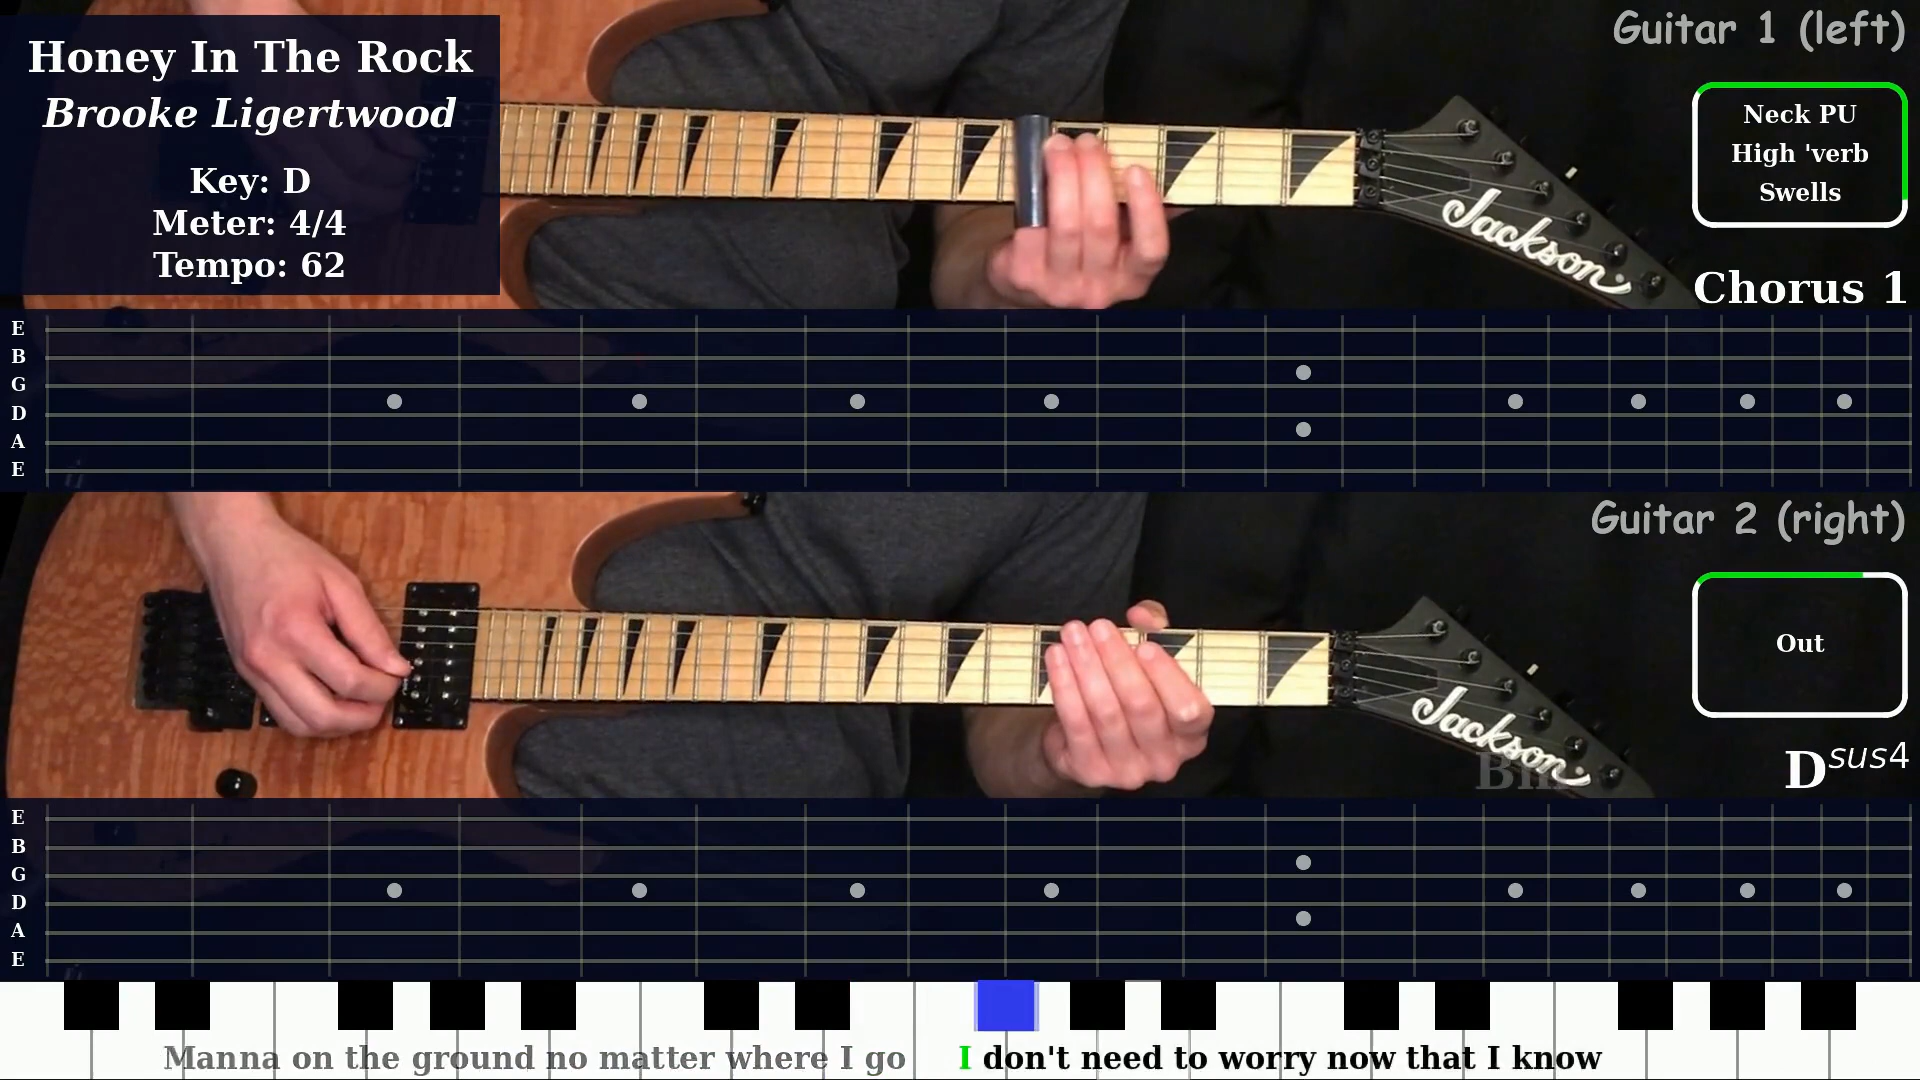 Honey In The Rock
Brooke Ligertwood
Key: D
Meter: 4/4
Tempo: 62
Guitar 1 (left)
Neck PU
High 'verb
Swells
Jackson
Chorus 1
E
B
G
D
A
E
Guitar 2 (right)
Out
Jackson
Dsus4
E
B
G
D
A
E
Manna on the ground no matter where I go
I don't need to worry now that I know